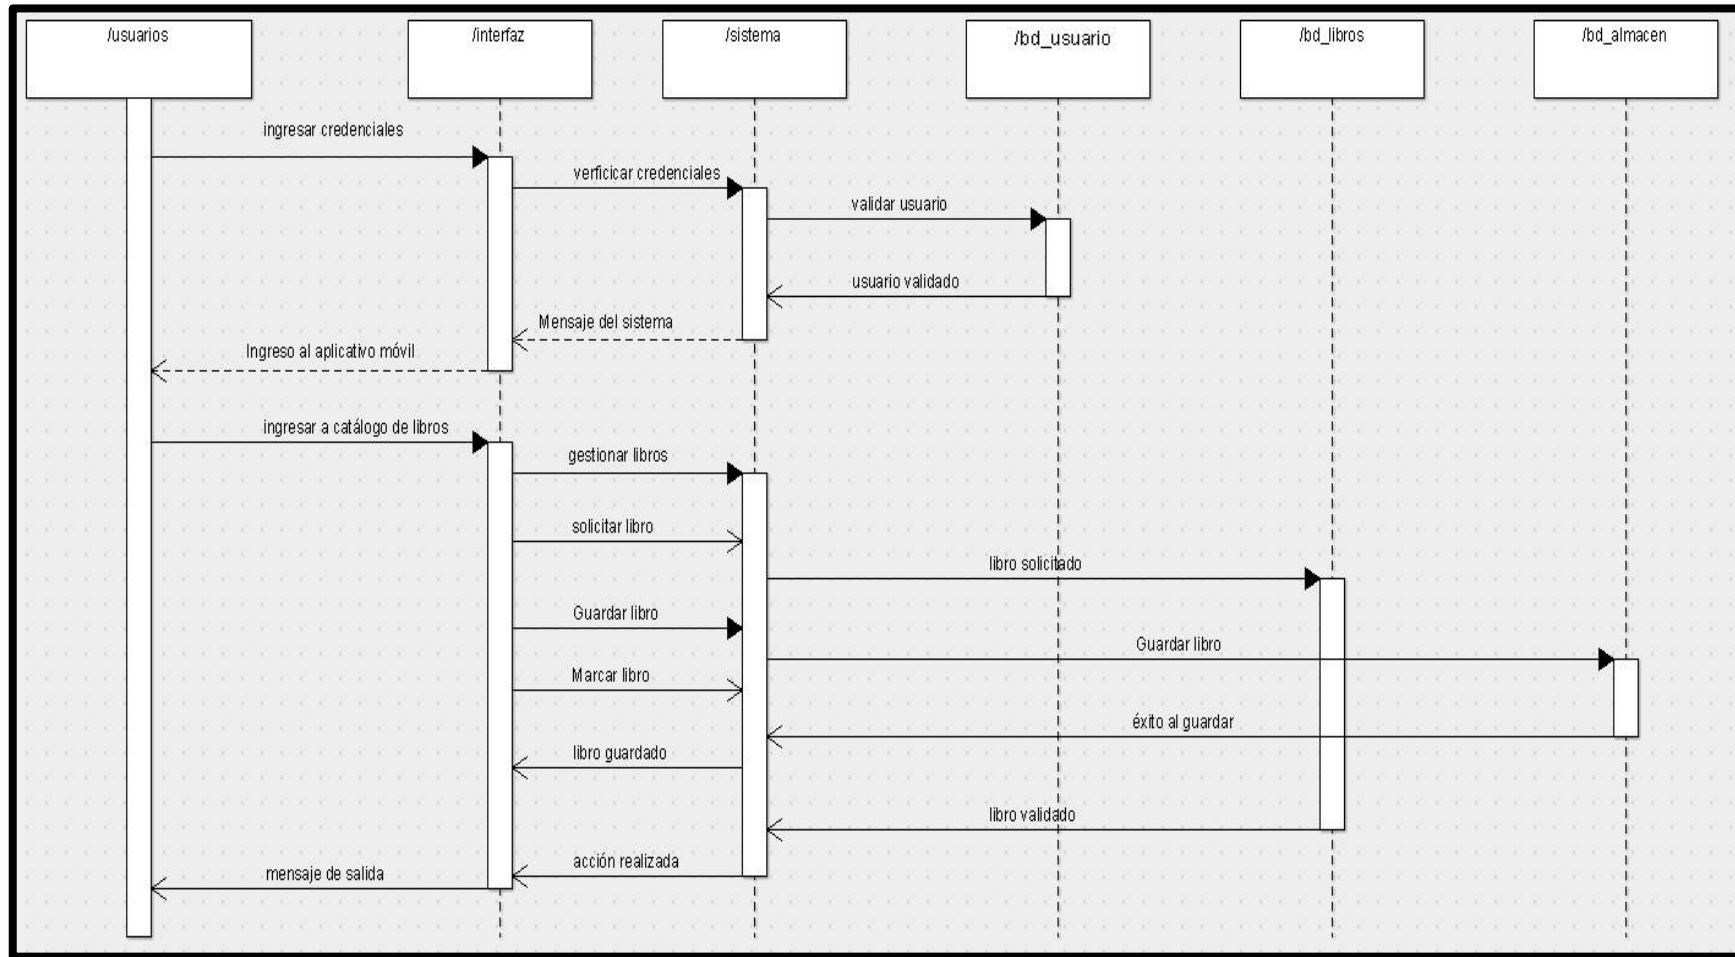 /usuarios
/interfaz
/sistema
/bd_usuario
/bd_libros
/bd_almacen
ingresar credenciales
verficicar credenciales
validar usuario
usuario validado
Mensaje del sistema
Ingreso al aplicativo móvil
ingresar a catálogo de libros
gestionar libros
solicitar libro
libro solicitado
Guardar libro
Guardar libro
Marcar libro
éxito al guardar
libro guardado
libro validado
acción realizada
mensaje de salida